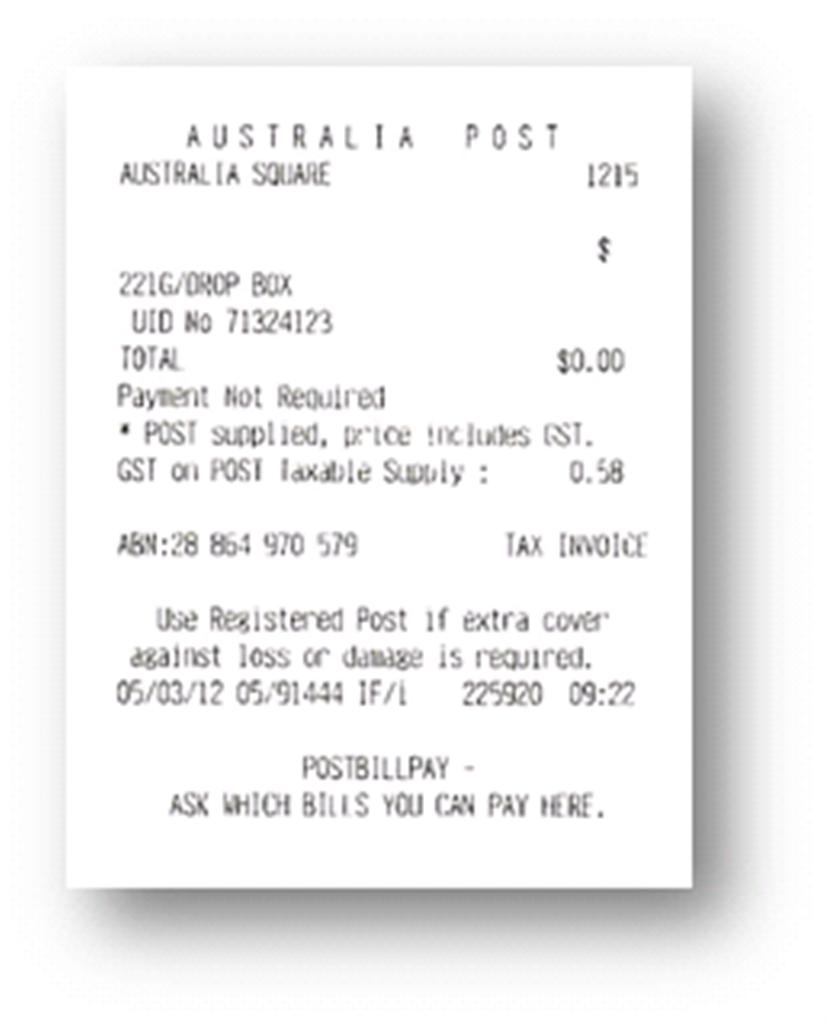 AUSTRALIA POST
AUSTRALIA SQUARE 1215
$
221G/DROP BOX
UID No 71324123
TOTAL $0.00
Payment Not Required
* POST supplied, price includes GST.
GST on POST Taxable Supply : 0.58
ABN:28 864 970 579 TAX INVOICE
Use Registered Post if extra cover
against loss or damage is required.
05/03/12 05/91444 IF/i 225920 09:22
POSTBILLPAY -
ASK WHICH BILLS YOU CAN PAY HERE.